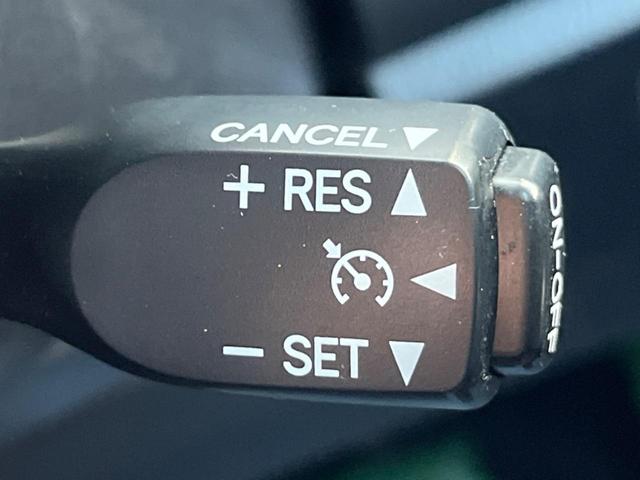 CANCEL ▼
+ RES ▲
◀
− SET ▼
ON-OFF